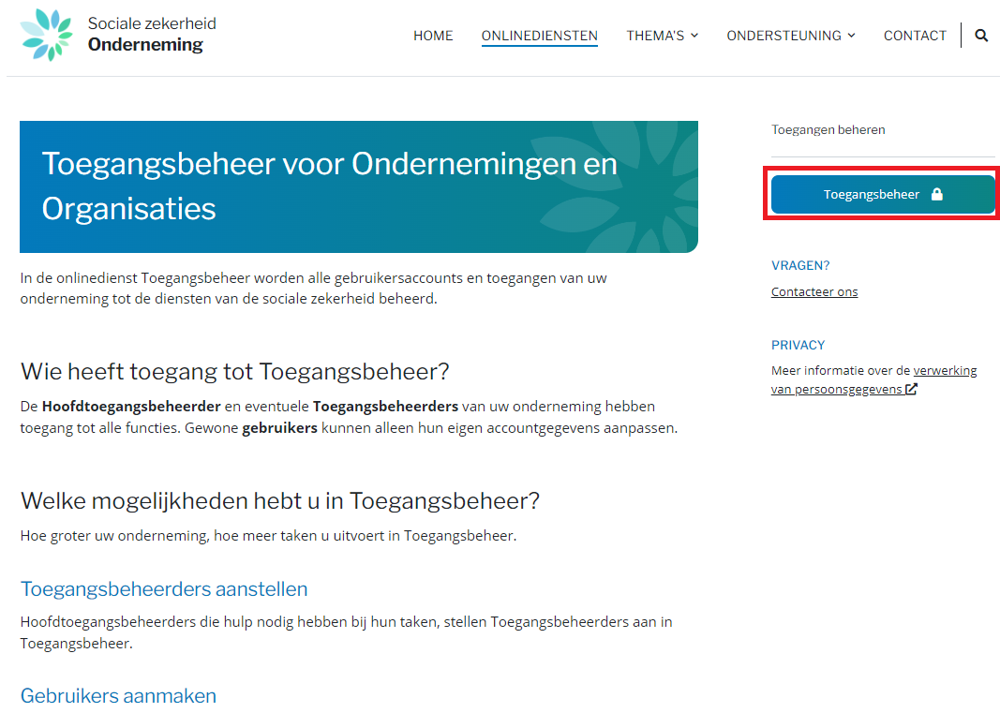 Sociale zekerheid
Onderneming
HOME
ONLINEDIENSTEN
THEMA'S
ONDERSTEUNING
CONTACT
Toegangsbeheer voor Ondernemingen en
Organisaties
In de onlinedienst Toegangsbeheer worden alle gebruikersaccounts en toegangen van uw
onderneming tot de diensten van de sociale zekerheid beheerd.
Wie heeft toegang tot Toegangsbeheer?
De Hoofdtoegangsbeheerder en eventuele Toegangsbeheerders van uw onderneming hebben
toegang tot alle functies. Gewone gebruikers kunnen alleen hun eigen accountgegevens aanpassen.
Welke mogelijkheden hebt u in Toegangsbeheer?
Hoe groter uw onderneming, hoe meer taken u uitvoert in Toegangsbeheer.
Toegangsbeheerders aanstellen
Hoofdtoegangsbeheerders die hulp nodig hebben bij hun taken, stellen Toegangsbeheerders aan in
Toegangsbeheer.
Gebruikers aanmaken
Toegangen beheren
Toegangsbeheer
VRAGEN?
Contacteer ons
PRIVACY
Meer informatie over de verwerking
van persoonsgegevens